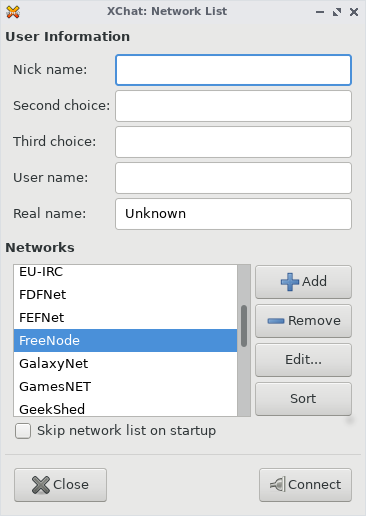 XChat: Network List
User Information
Nick name:
Second choice:
Third choice:
User name:
Real name: Unknown
Networks
EU-IRC
FDFNet
FEFNet
FreeNode
GalaxyNet
GamesNET
GeekShed
Add
Remove
Edit...
Sort
Skip network list on startup
Close
Connect